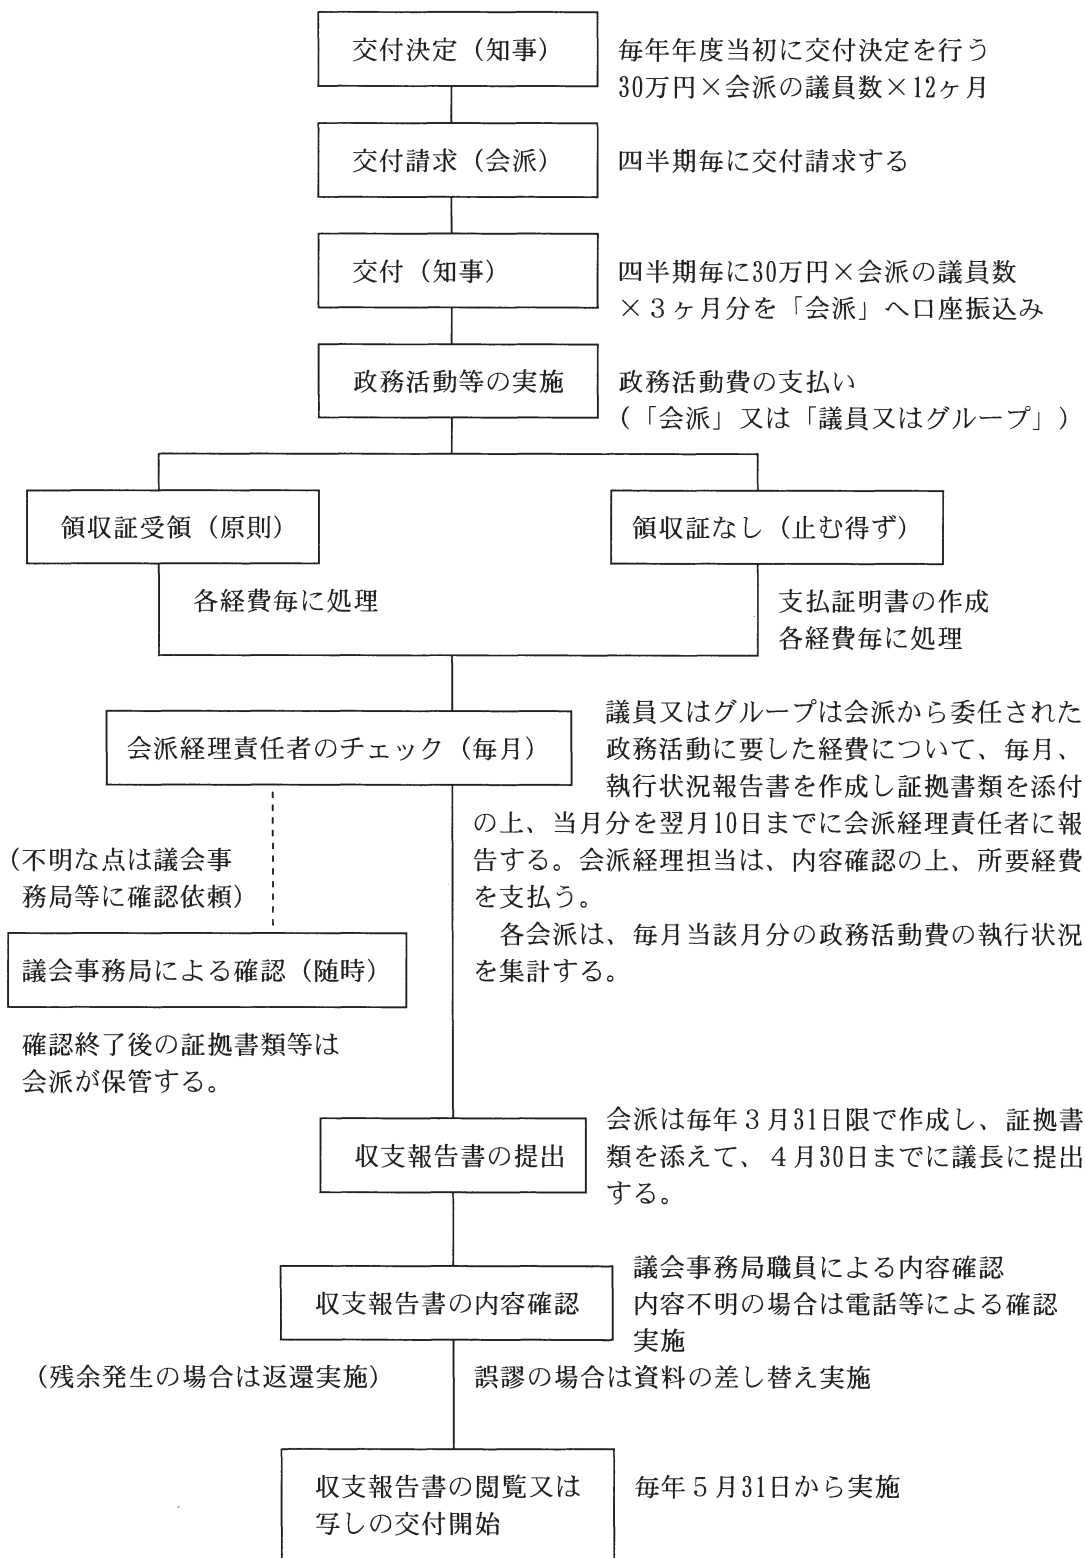 交付決定（知事）
毎年年度当初に交付決定を行う
30万円×会派の議員数×12ヶ月
交付請求（会派）
四半期毎に交付請求する
交付（知事）
四半期毎に30万円×会派の議員数
×３ヶ月分を「会派」へ口座振込み
政務活動等の実施
政務活動費の支払い
（「会派」又は「議員又はグループ」）
領収証受領（原則）
領収証なし（止む得ず）
各経費毎に処理
支払証明書の作成
各経費毎に処理
会派経理責任者のチェック（毎月）
議員又はグループは会派から委任された
政務活動に要した経費について、毎月、
執行状況報告書を作成し証拠書類を添付
の上、当月分を翌月10日までに会派経理責任者に報
告する。会派経理担当は、内容確認の上、所要経費
を支払う。
各会派は、毎月当該月分の政務活動費の執行状況
を集計する。
（不明な点は議会事
務局等に確認依頼）
議会事務局による確認（随時）
確認終了後の証拠書類等は
会派が保管する。
収支報告書の提出
会派は毎年３月31日限で作成し、証拠書
類を添えて、４月30日までに議長に提出
する。
収支報告書の内容確認
議会事務局職員による内容確認
内容不明の場合は電話等による確認
実施
（残余発生の場合は返還実施）
誤謬の場合は資料の差し替え実施
収支報告書の閲覧又は
写しの交付開始
毎年５月31日から実施